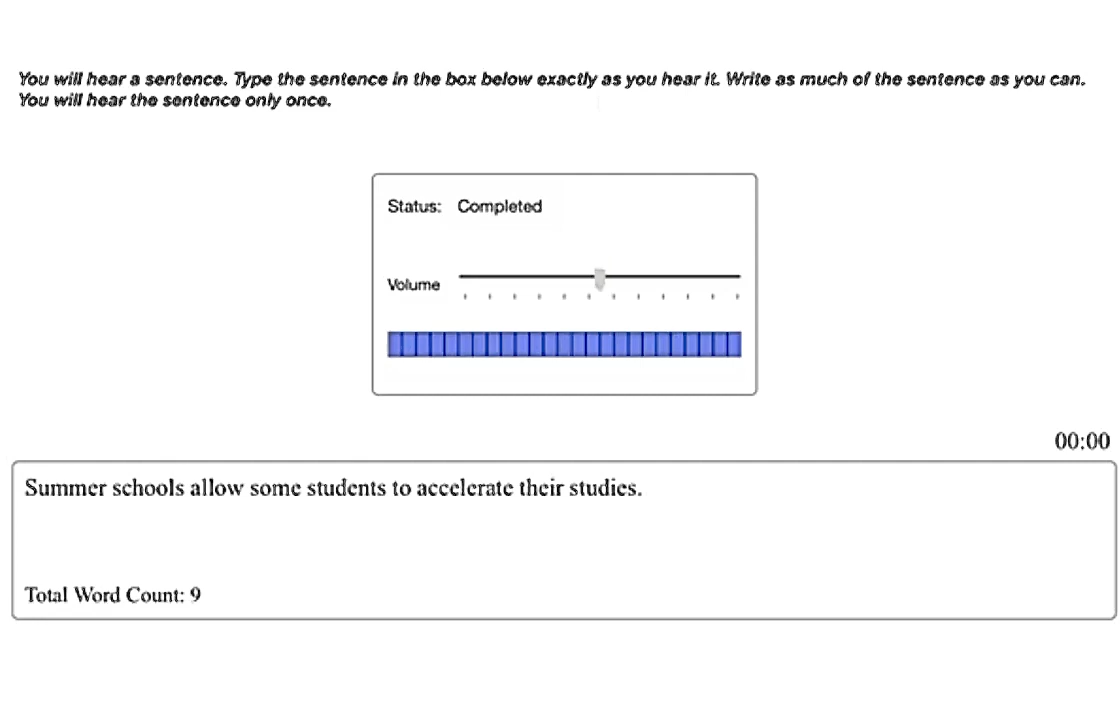 You will hear a sentence. Type the sentence in the box below exactly as you hear it. Write as much of the sentence as you can.
You will hear the sentence only once.
Status: Completed
Volume
00:00
Summer schools allow some students to accelerate their studies.
Total Word Count: 9